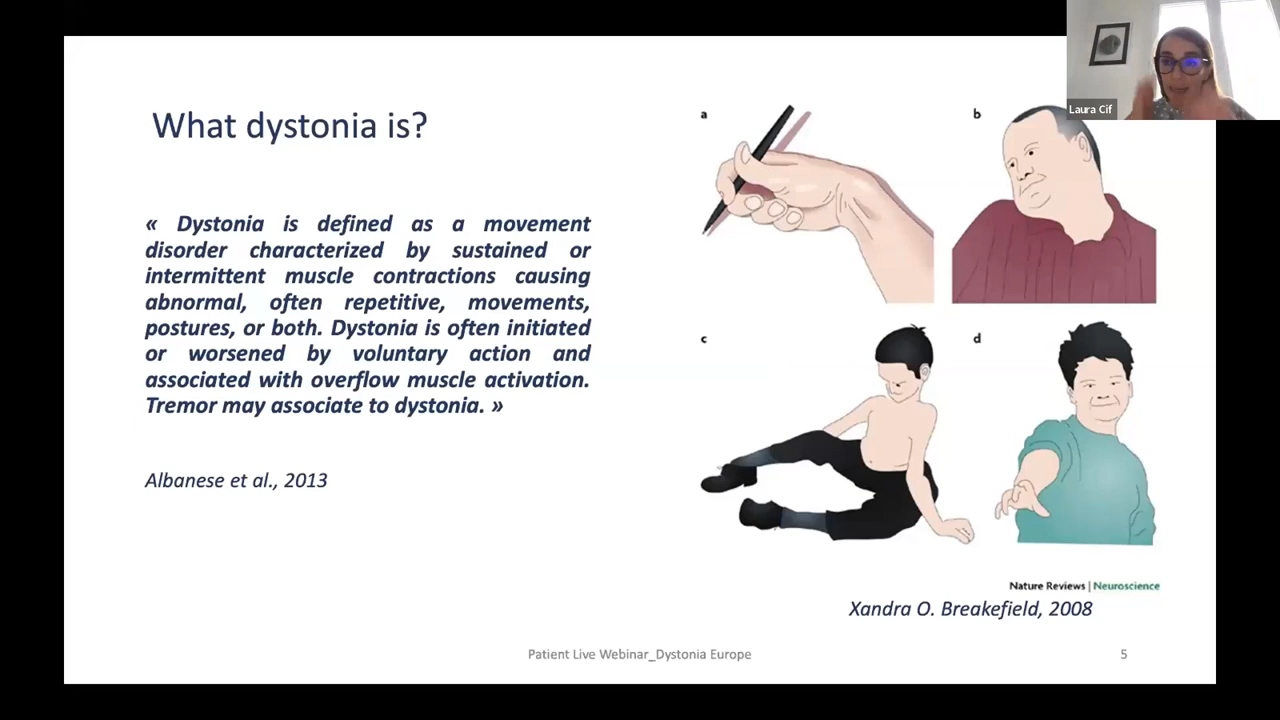 Laura Cif
What dystonia is?
« Dystonia is defined as a movement
disorder characterized by sustained or
intermittent muscle contractions causing
abnormal, often repetitive, movements,
postures, or both. Dystonia is often initiated
or worsened by voluntary action and
associated with overflow muscle activation.
Tremor may associate to dystonia. »
Albanese et al., 2013
a
b
c
d
Nature Reviews | Neuroscience
Xandra O. Breakefield, 2008
Patient Live Webinar_Dystonia Europe
5